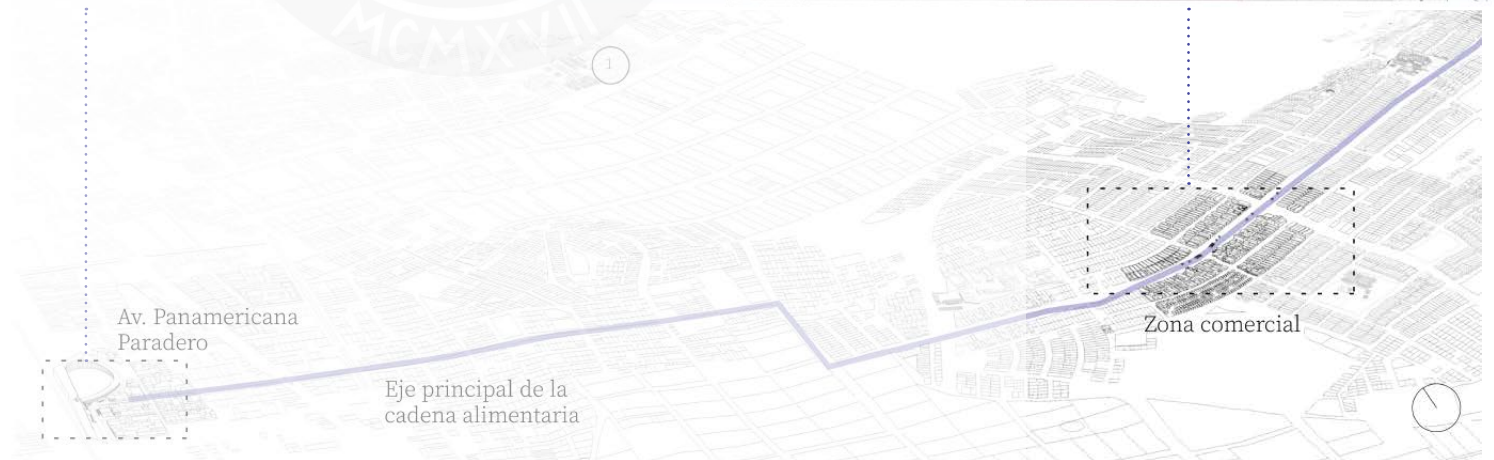 MCMXVII
1
Av. Panamericana
Paradero
Zona comercial
Eje principal de la
cadena alimentaria